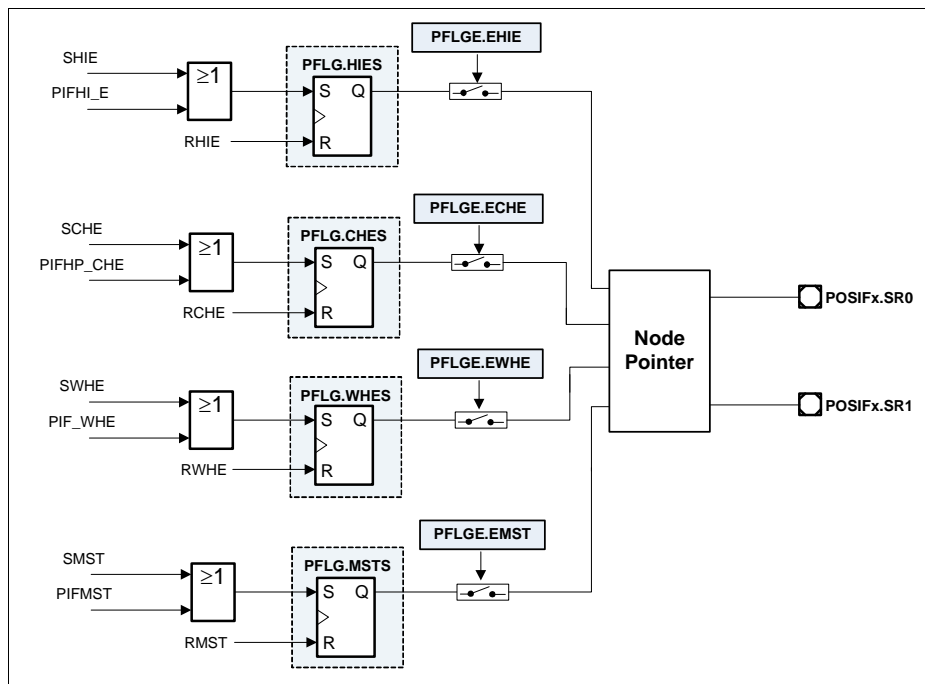 PFLGE.EHIE
SHIE
PIFHI_E
≥1
PFLG.HIES
S Q
R
RHIE
PFLGE.ECHE
SCHE
PIFHP_CHE
≥1
PFLG.CHES
S Q
R
RCHE
Node
Pointer
POSIFx.SR0
POSIFx.SR1
PFLGE.EWHE
SWHE
PIF_WHE
≥1
PFLG.WHES
S Q
R
RWHE
PFLGE.EMST
SMST
PIFMST
≥1
PFLG.MSTS
S Q
R
RMST